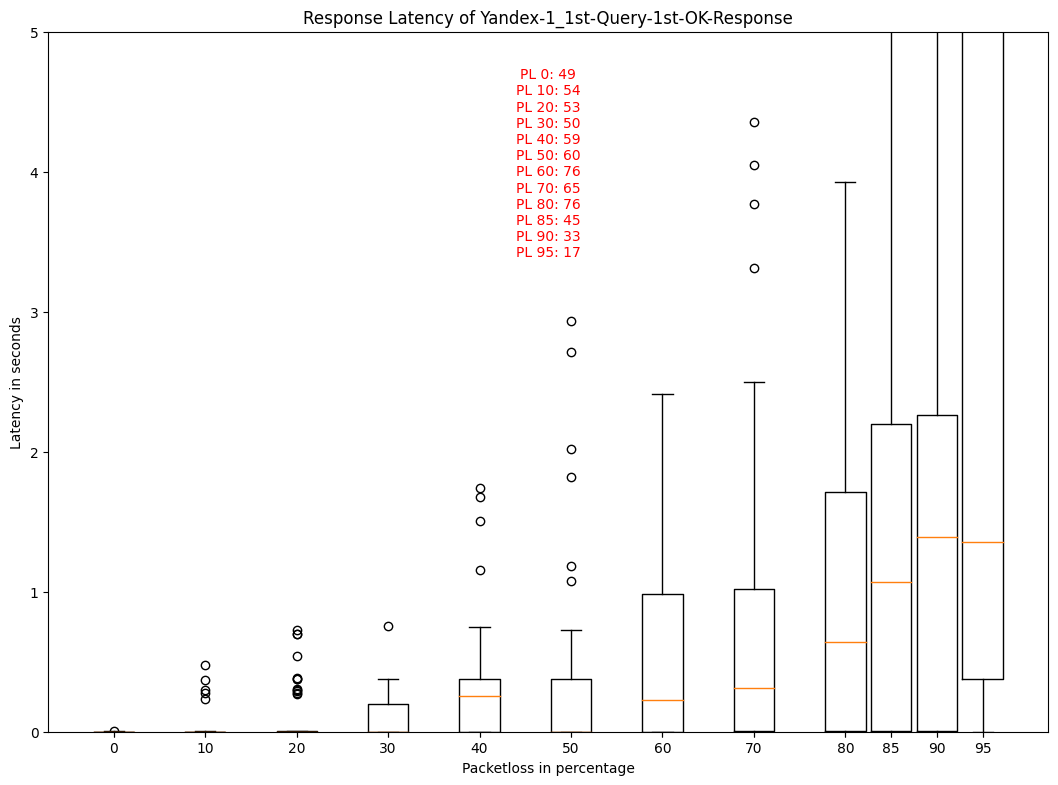 Response Latency of Yandex-1_1st-Query-1st-OK-Response
PL 0: 49
PL 10: 54
PL 20: 53
PL 30: 50
PL 40: 59
PL 50: 60
PL 60: 76
PL 70: 65
PL 80: 76
PL 85: 45
PL 90: 33
PL 95: 17
Latency in seconds
5
4
3
2
1
0
0 10 20 30 40 50 60 70 80 85 90 95
Packetloss in percentage